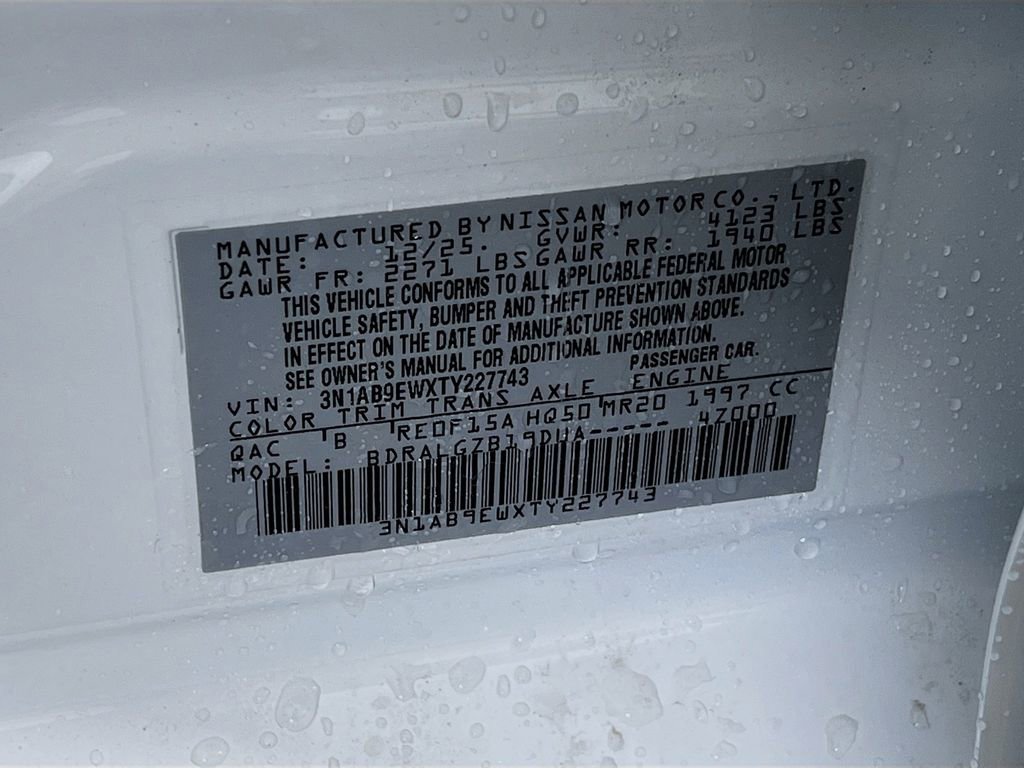 MANUFACTURED BY NISSAN MOTOR CO., LTD.
DATE: 12/25. GVWR: 4123 LBS
GAWR FR: 2271 LBS GAWR RR: 1940 LBS
THIS VEHICLE CONFORMS TO ALL APPLICABLE FEDERAL MOTOR
VEHICLE SAFETY, BUMPER AND THEFT PREVENTION STANDARDS
IN EFFECT ON THE DATE OF MANUFACTURE SHOWN ABOVE.
SEE OWNER'S MANUAL FOR ADDITIONAL INFORMATION.
VIN: 3N1AB9EWXTY227743 PASSENGER CAR.
COLOR TRIM TRANS AXLE ENGINE
QAC B RE0F15A HQ50 MR20 1997 CC
MODEL: BDRALGZB19DUA----- 4Z000
3N1AB9EWXTY227743